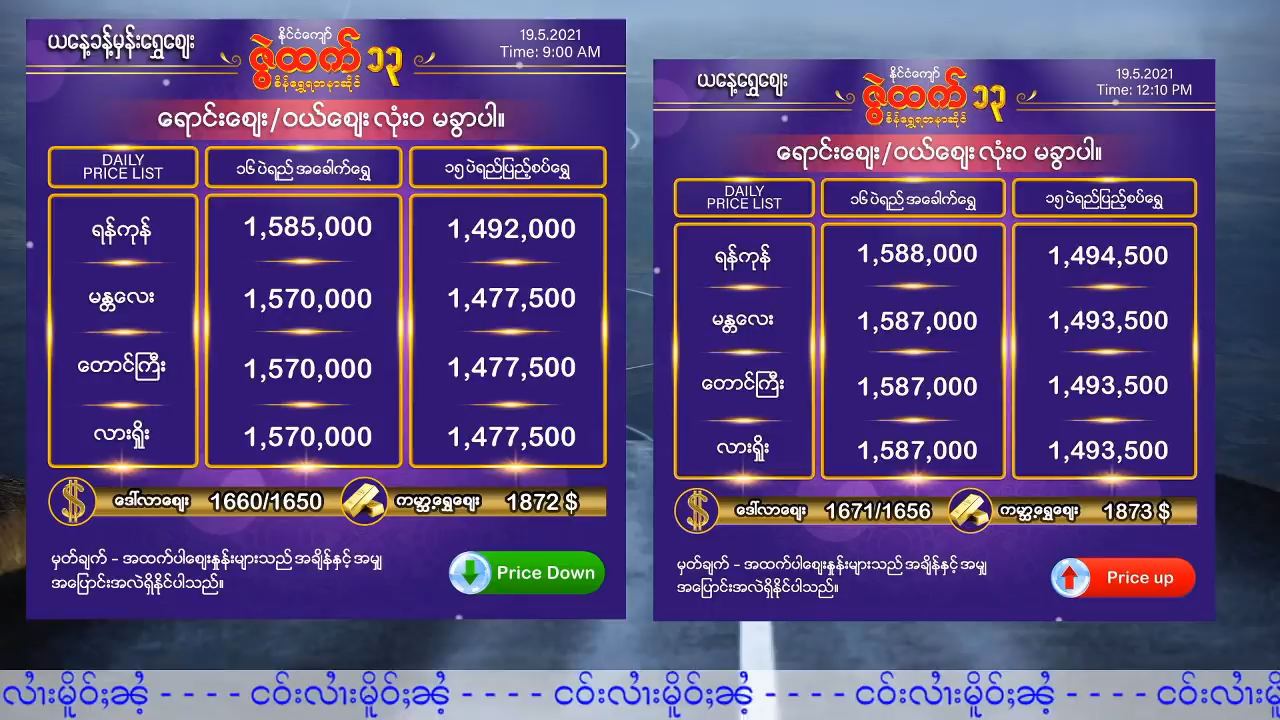 ယနေ့ခန့်မှန်းရွှေဈေး
နိုင်ငံကျော်
ဇွဲထက် ၁၃
စိန်ရွှေရတနာဆိုင်
19.5.2021
Time: 9:00 AM
ရောင်းဈေး/ဝယ်ဈေး လုံးဝ မခွာပါ။
DAILY
PRICE LIST
၁၆ ပဲရည် အခေါက်ရွှေ
၁၅ ပဲရည်ပြည့်စပ်ရွှေ
ရန်ကုန် 1,585,000 1,492,000
မန္တလေး 1,570,000 1,477,500
တောင်ကြီး 1,570,000 1,477,500
လားရှိုး 1,570,000 1,477,500
ဒေါ်လာဈေး 1660/1650 ကမ္ဘာ့ရွှေဈေး 1872 $
မှတ်ချက် – အထက်ပါဈေးနှုန်းများသည် အချိန်နှင့် အမျှ
အပြောင်းအလဲရှိနိုင်ပါသည်။
Price Down
ယနေ့ရွှေဈေး
နိုင်ငံကျော်
ဇွဲထက် ၁၃
စိန်ရွှေရတနာဆိုင်
19.5.2021
Time: 12:10 PM
ရောင်းဈေး/ဝယ်ဈေး လုံးဝ မခွာပါ။
DAILY
PRICE LIST
၁၆ ပဲရည် အခေါက်ရွှေ
၁၅ ပဲရည်ပြည့်စပ်ရွှေ
ရန်ကုန် 1,588,000 1,494,500
မန္တလေး 1,587,000 1,493,500
တောင်ကြီး 1,587,000 1,493,500
လားရှိုး 1,587,000 1,493,500
ဒေါ်လာဈေး 1671/1656 ကမ္ဘာ့ရွှေဈေး 1873 $
မှတ်ချက် – အထက်ပါဈေးနှုန်းများသည် အချိန်နှင့် အမျှ
အပြောင်းအလဲရှိနိုင်ပါသည်။
Price up